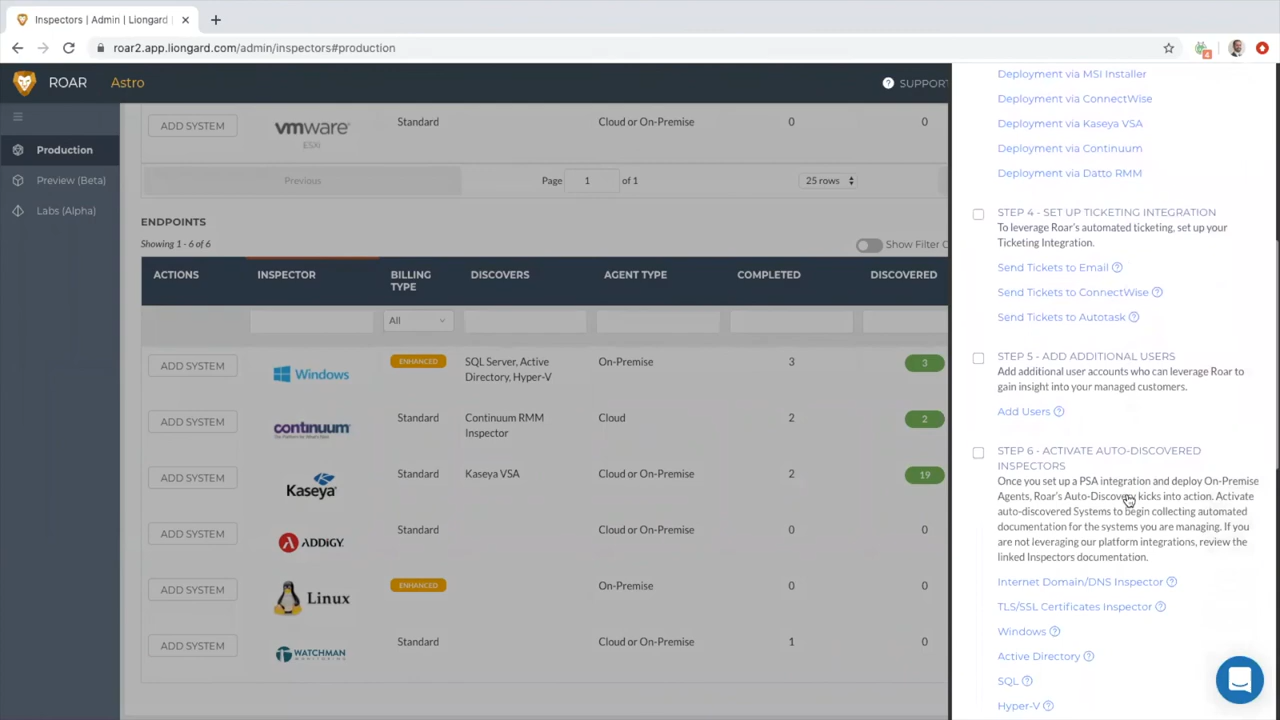 Inspectors | Admin | Liongard
roar2.app.liongard.com/admin/inspectors#production
4
ROAR
Astro
SUPPORT
Production
Preview (Beta)
Labs (Alpha)
ADD SYSTEM
vmware
ESXi
Standard
Cloud or On-Premise
0
0
Previous
Page
1
of 1
25 rows
ENDPOINTS
Showing 1 - 6 of 6
Show Filter
ACTIONS
INSPECTOR
BILLING
TYPE
DISCOVERS
AGENT TYPE
COMPLETED
DISCOVERED
All
ADD SYSTEM
Windows
ENHANCED
SQL Server, Active
Directory, Hyper-V
On-Premise
3
3
ADD SYSTEM
continuum
Standard
Continuum RMM
Inspector
Cloud
2
2
ADD SYSTEM
Kaseya
Standard
Kaseya VSA
Cloud or On-Premise
2
19
ADD SYSTEM
ADDIGY
Standard
Cloud or On-Premise
0
0
ADD SYSTEM
Linux
ENHANCED
On-Premise
0
0
ADD SYSTEM
WATCHMAN
MONITORING
Standard
Cloud or On-Premise
1
0
Deployment via MSI Installer
Deployment via ConnectWise
Deployment via Kaseya VSA
Deployment via Continuum
Deployment via Datto RMM
STEP 4 - SET UP TICKETING INTEGRATION
To leverage Roar's automated ticketing, set up your
Ticketing Integration.
Send Tickets to Email
Send Tickets to ConnectWise
Send Tickets to Autotask
STEP 5 - ADD ADDITIONAL USERS
Add additional user accounts who can leverage Roar to
gain insight into your managed customers.
Add Users
STEP 6 - ACTIVATE AUTO-DISCOVERED
INSPECTORS
Once you set up a PSA integration and deploy On-Premise
Agents, Roar's Auto-Discovery kicks into action. Activate
auto-discovered Systems to begin collecting automated
documentation for the systems you are managing. If you
are not leveraging our platform integrations, review the
linked Inspectors documentation.
Internet Domain/DNS Inspector
TLS/SSL Certificates Inspector
Windows
Active Directory
SQL
Hyper-V